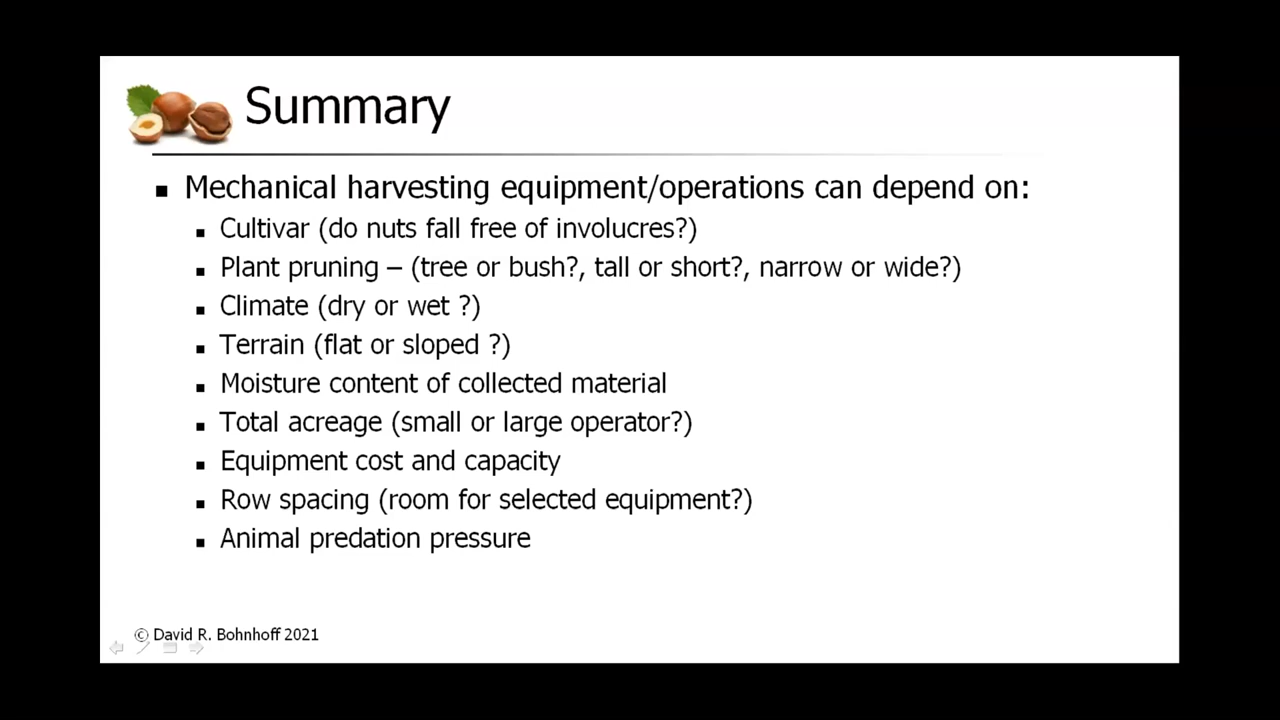 Summary
■ Mechanical harvesting equipment/operations can depend on:
■ Cultivar (do nuts fall free of involucres?)
■ Plant pruning – (tree or bush?, tall or short?, narrow or wide?)
■ Climate (dry or wet ?)
■ Terrain (flat or sloped ?)
■ Moisture content of collected material
■ Total acreage (small or large operator?)
■ Equipment cost and capacity
■ Row spacing (room for selected equipment?)
■ Animal predation pressure
© David R. Bohnhoff 2021